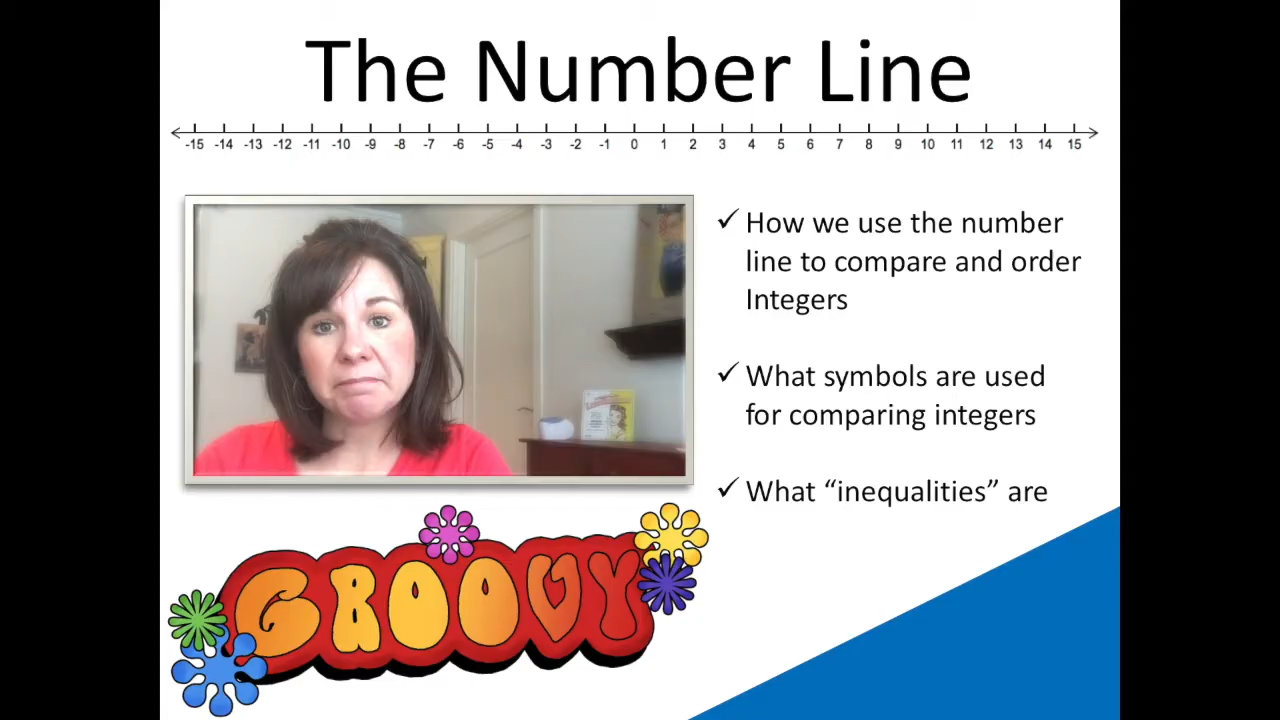 The Number Line
-15 -14 -13 -12 -11 -10 -9 -8 -7 -6 -5 -4 -3 -2 -1 0 1 2 3 4 5 6 7 8 9 10 11 12 13 14 15
How we use the number
line to compare and order
Integers
What symbols are used
for comparing integers
What “inequalities” are
GROOVY